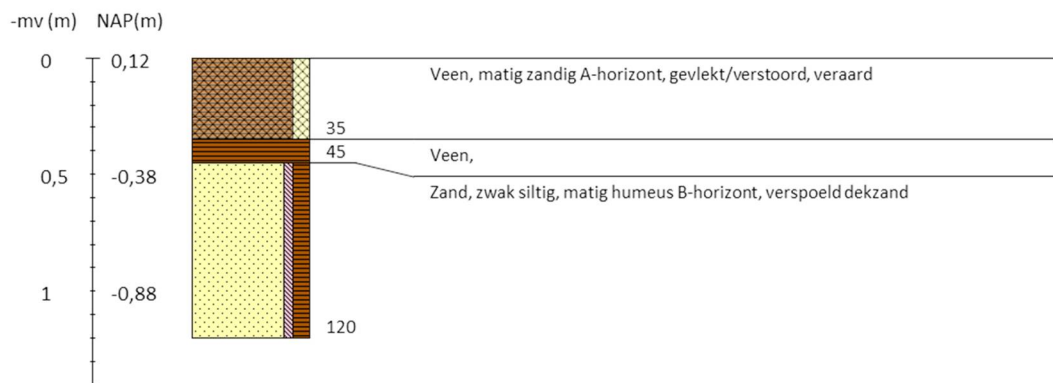 -mv (m) NAP(m)
0 0,12
Veen, matig zandig A-horizont, gevlekt/verstoord, veraard
35
45
Veen,
0,5 -0,38
Zand, zwak siltig, matig humeus B-horizont, verspoeld dekzand
1 -0,88
120